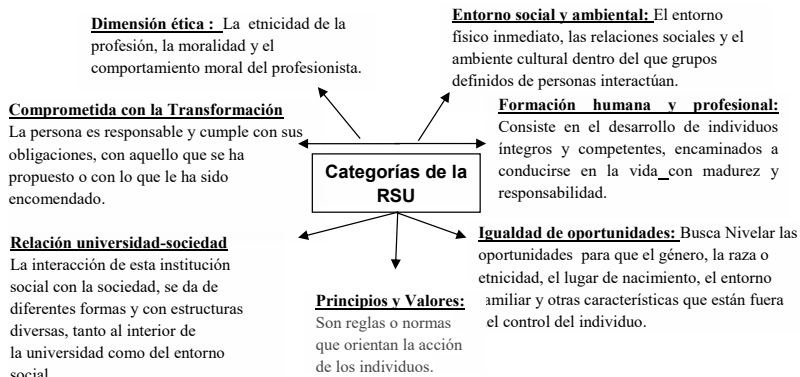 Dimensión ética : La etnicidad de la
profesión, la moralidad y el
comportamiento moral del profesionista.
Entorno social y ambiental: El entorno
físico inmediato, las relaciones sociales y el
ambiente cultural dentro del que grupos
definidos de personas interactúan.
Comprometida con la Transformación
La persona es responsable y cumple con sus
obligaciones, con aquello que se ha
propuesto o con lo que le ha sido
encomendado.
Formación humana y profesional:
Consiste en el desarrollo de individuos
íntegros y competentes, encaminados a
conducirse en la vida con madurez y
responsabilidad.
Categorías de la
RSU
Relación universidad-sociedad
La interacción de esta institución
social con la sociedad, se da de
diferentes formas y con estructuras
diversas, tanto al interior de
la universidad como del entorno
social
Principios y Valores:
Son reglas o normas
que orientan la acción
de los individuos.
Igualdad de oportunidades: Busca Nivelar las
oportunidades para que el género, la raza o
etnicidad, el lugar de nacimiento, el entorno
amiliar y otras características que están fuera
el control del individuo.